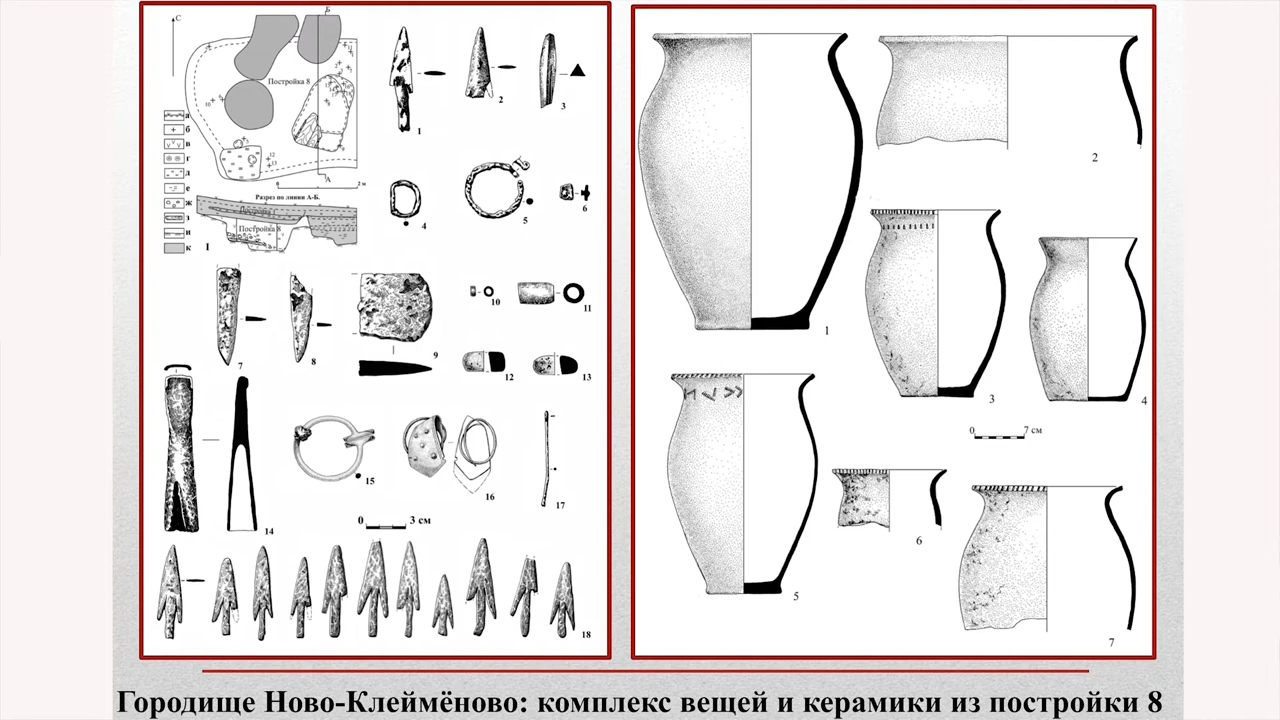 С
Б
Постройка 8
а
б
в
г
д
е
ж
з
и
к
А
2 м
Разрез по линии А-Б.
Постройка 8
I
1
2
3
4
5
6
7
8
9
10
11
12
13
14
15
16
17
0 3 см
18
1
2
3
4
0 7 см
5
6
7
Городище Ново-Клеймёново: комплекс вещей и керамики из постройки 8